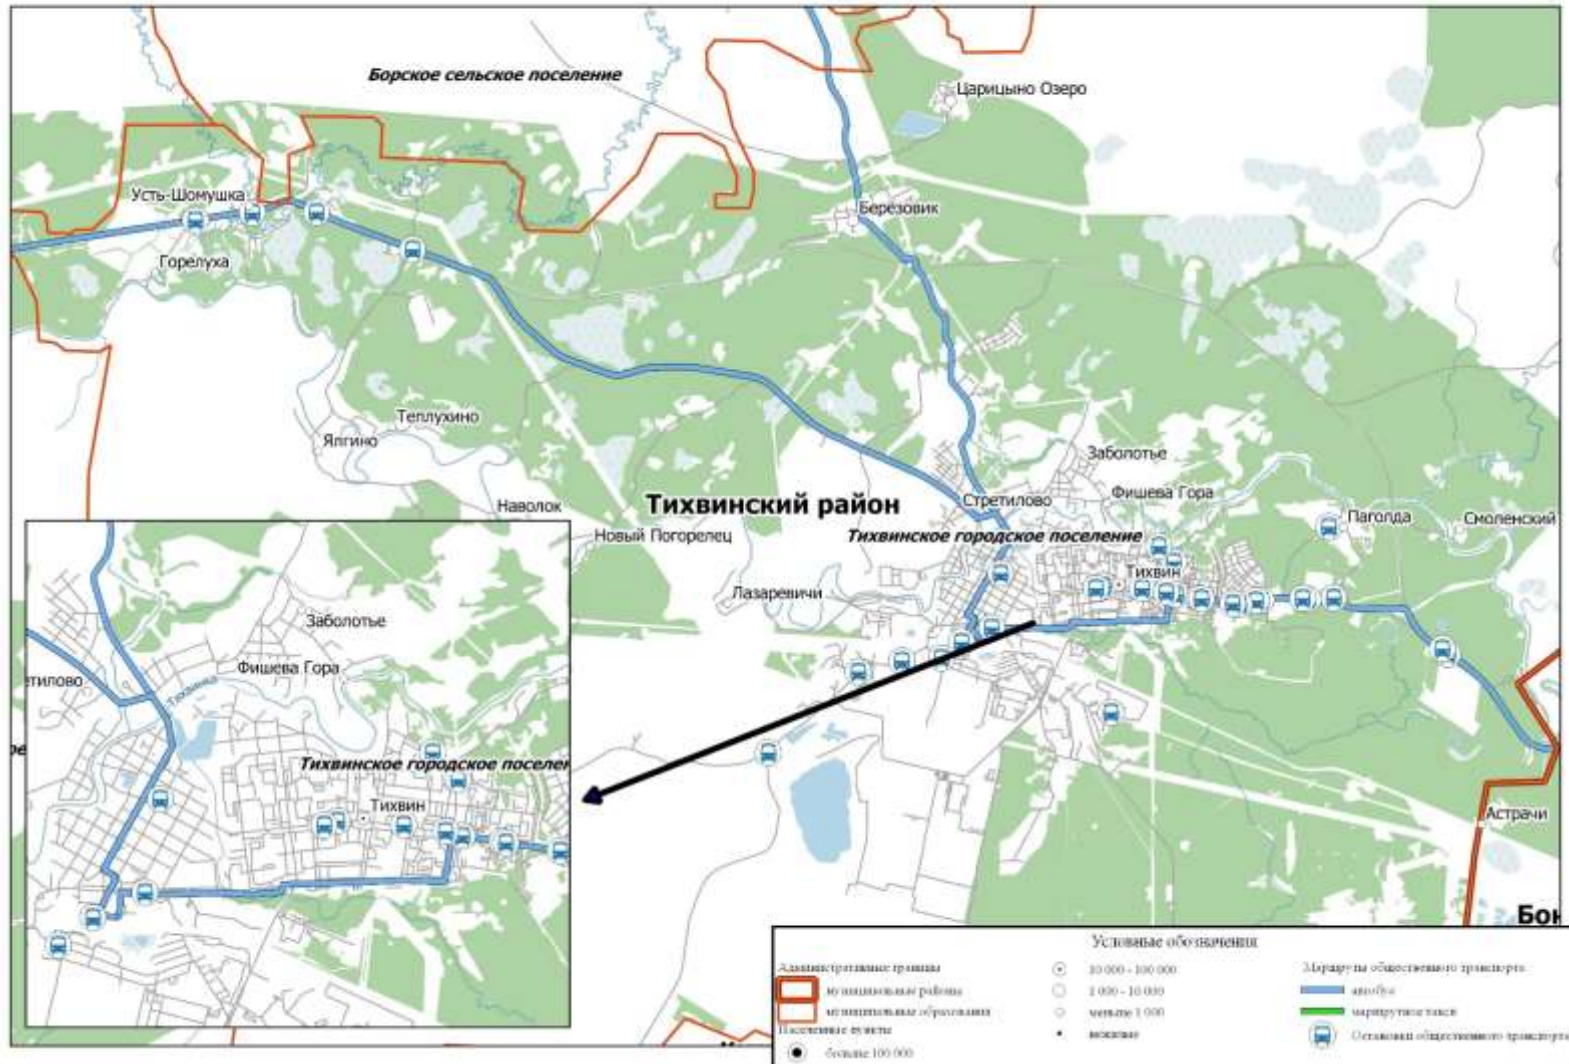 Борское сельское поселение
Царицыно Озеро
Усть-Шомушка
Березовик
Горелуха
Теплухино
Ялгино
Заболотье
Наволок
Тихвинский район
Стретилово
Фишева Гора
Паголда
Смоленский
Новый Погорелец
Тихвинское городское поселение
Тихвин
Лазаревичи
Заболотье
Фишева Гора
тилово
Тихвинка
Тихвинское городское поселен
Тихвин
Астрачи
Бок
Условные обозначения
Административные границы
муниципальные районы
муниципальные образования
Населенные пункты
больше 100 000
10 000 - 100 000
1 000 - 10 000
меньше 1 000
нежилые
Маршруты общественного транспорта
автобус
маршрутное такси
Остановки общественного транспорта